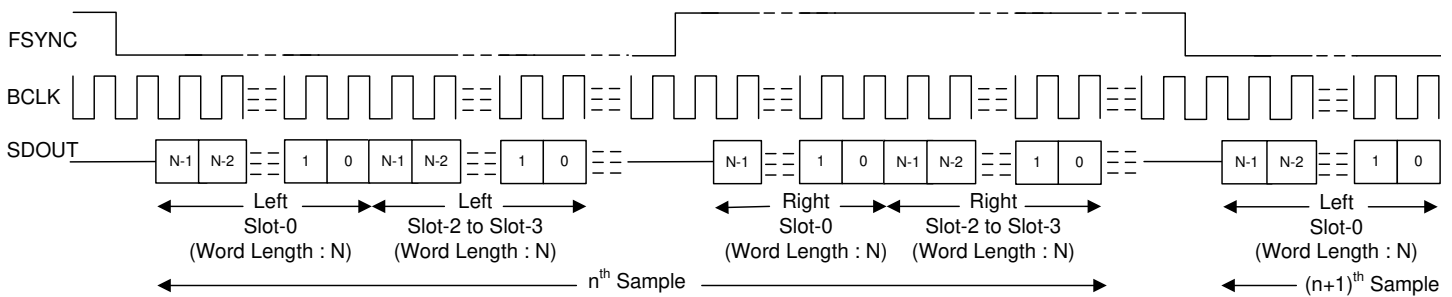 FSYNC
BCLK
SDOUT N-1 N-2 1 0 N-1 N-2 1 0 N-1 1 0 N-1 N-2 1 0 N-1 N-2 1 0
Left Left Right Right Left
Slot-0 Slot-2 to Slot-3 Slot-0 Slot-2 to Slot-3 Slot-0
(Word Length : N) (Word Length : N) (Word Length : N) (Word Length : N) (Word Length : N)
nth Sample (n+1)th Sample